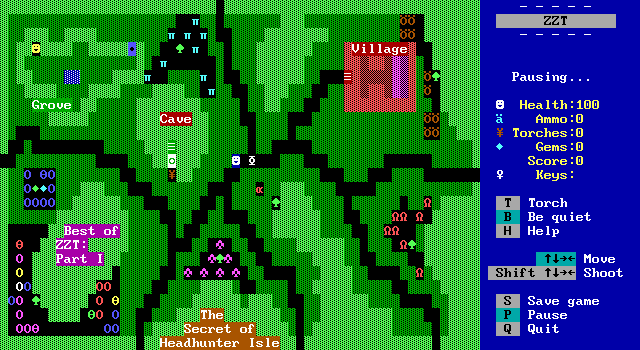 ZZT
Village
Pausing...
Grove
Health:100
Ammo:0
Torches:0
Gems:0
Score:0
Keys:
Cave
T Torch
B Be quiet
H Help
Best of
ZZT:
Part I
↑↓→← Move
Shift ↑↓→← Shoot
S Save game
P Pause
Q Quit
The
Secret of
Headhunter Isle